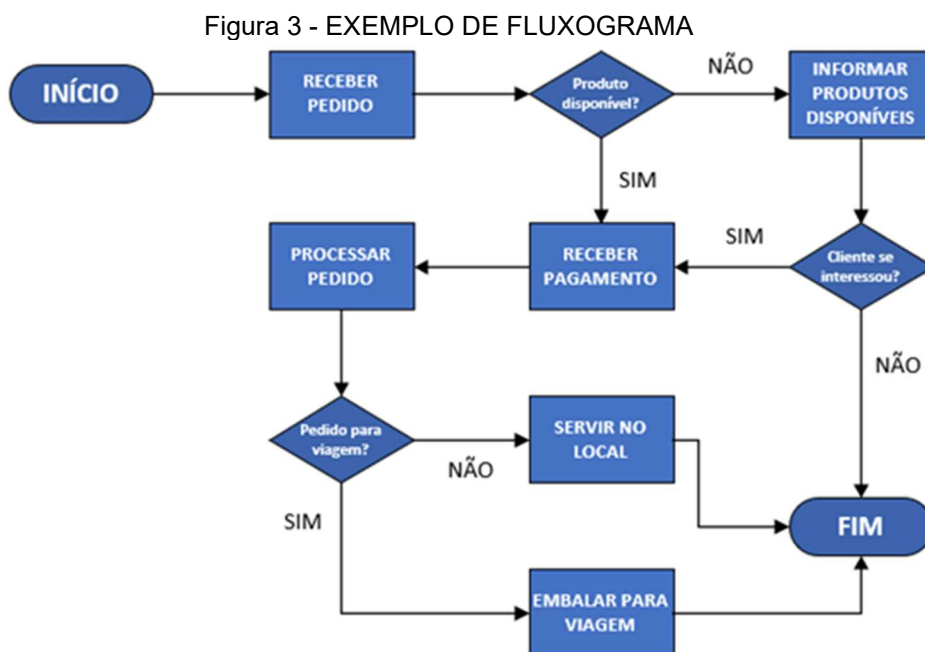 Figura 3 - EXEMPLO DE FLUXOGRAMA
INÍCIO
RECEBER
PEDIDO
Produto
disponível?
NÃO
INFORMAR
PRODUTOS
DISPONÍVEIS
SIM
PROCESSAR
PEDIDO
RECEBER
PAGAMENTO
SIM
Cliente se
interessou?
NÃO
Pedido para
viagem?
NÃO
SERVIR NO
LOCAL
SIM
FIM
EMBALAR PARA
VIAGEM